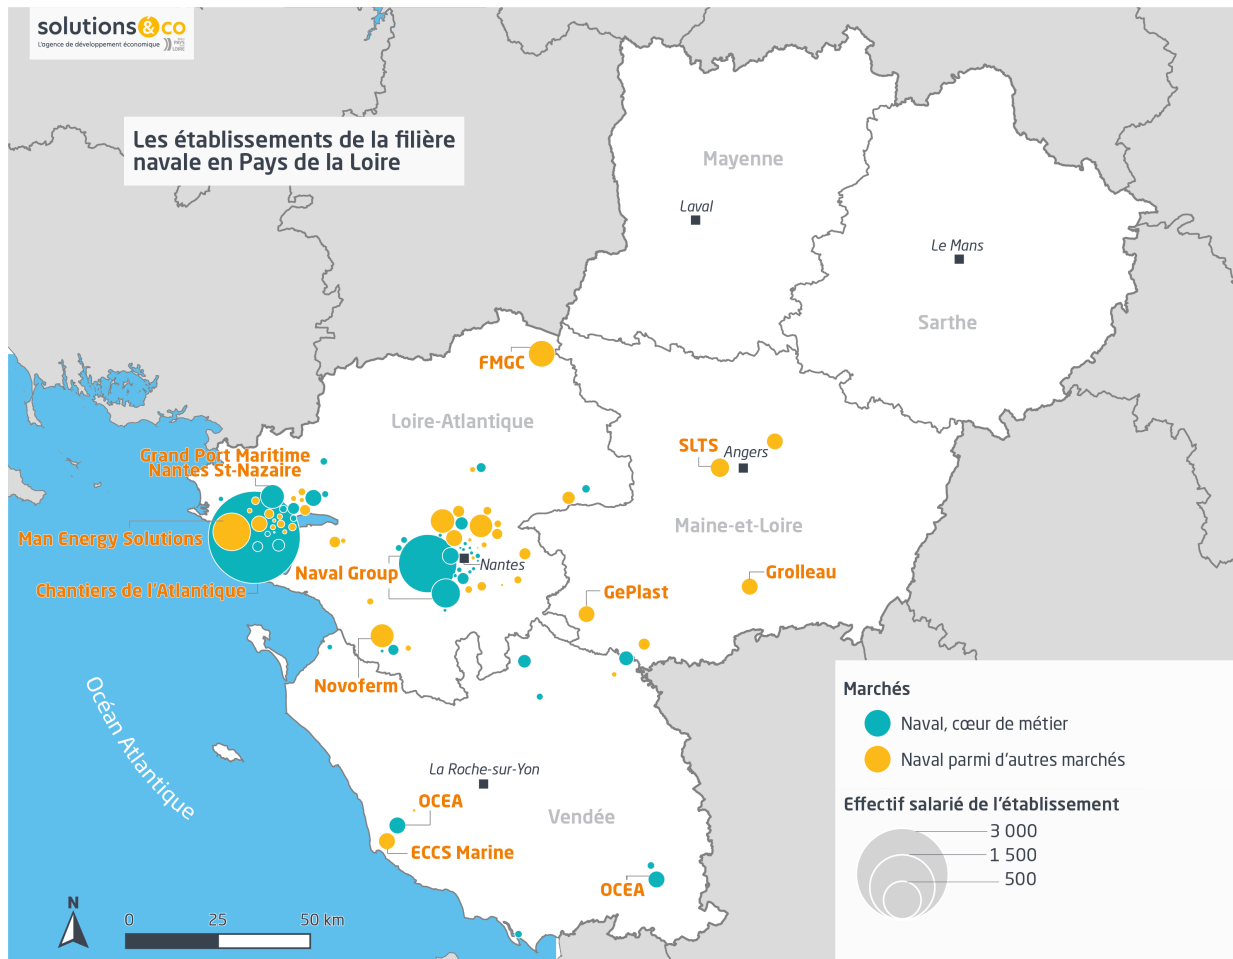 solutions&co
L'agence de développement économique
PAYS
DE LA
LOIRE
Les établissements de la filière
navale en Pays de la Loire
Mayenne
Laval
Le Mans
Sarthe
FMGC
Loire-Atlantique
Grand Port Maritime
Nantes St-Nazaire
SLTS
Angers
Maine-et-Loire
Man Energy Solutions
Nantes
Naval Group
Grolleau
Chantiers de l'Atlantique
GePlast
Novoferm
Océan Atlantique
La Roche-sur-Yon
OCEA
Vendée
ECCS Marine
OCEA
Marchés
Naval, cœur de métier
Naval parmi d'autres marchés
Effectif salarié de l'établissement
3 000
1 500
500
N
0 25 50 km